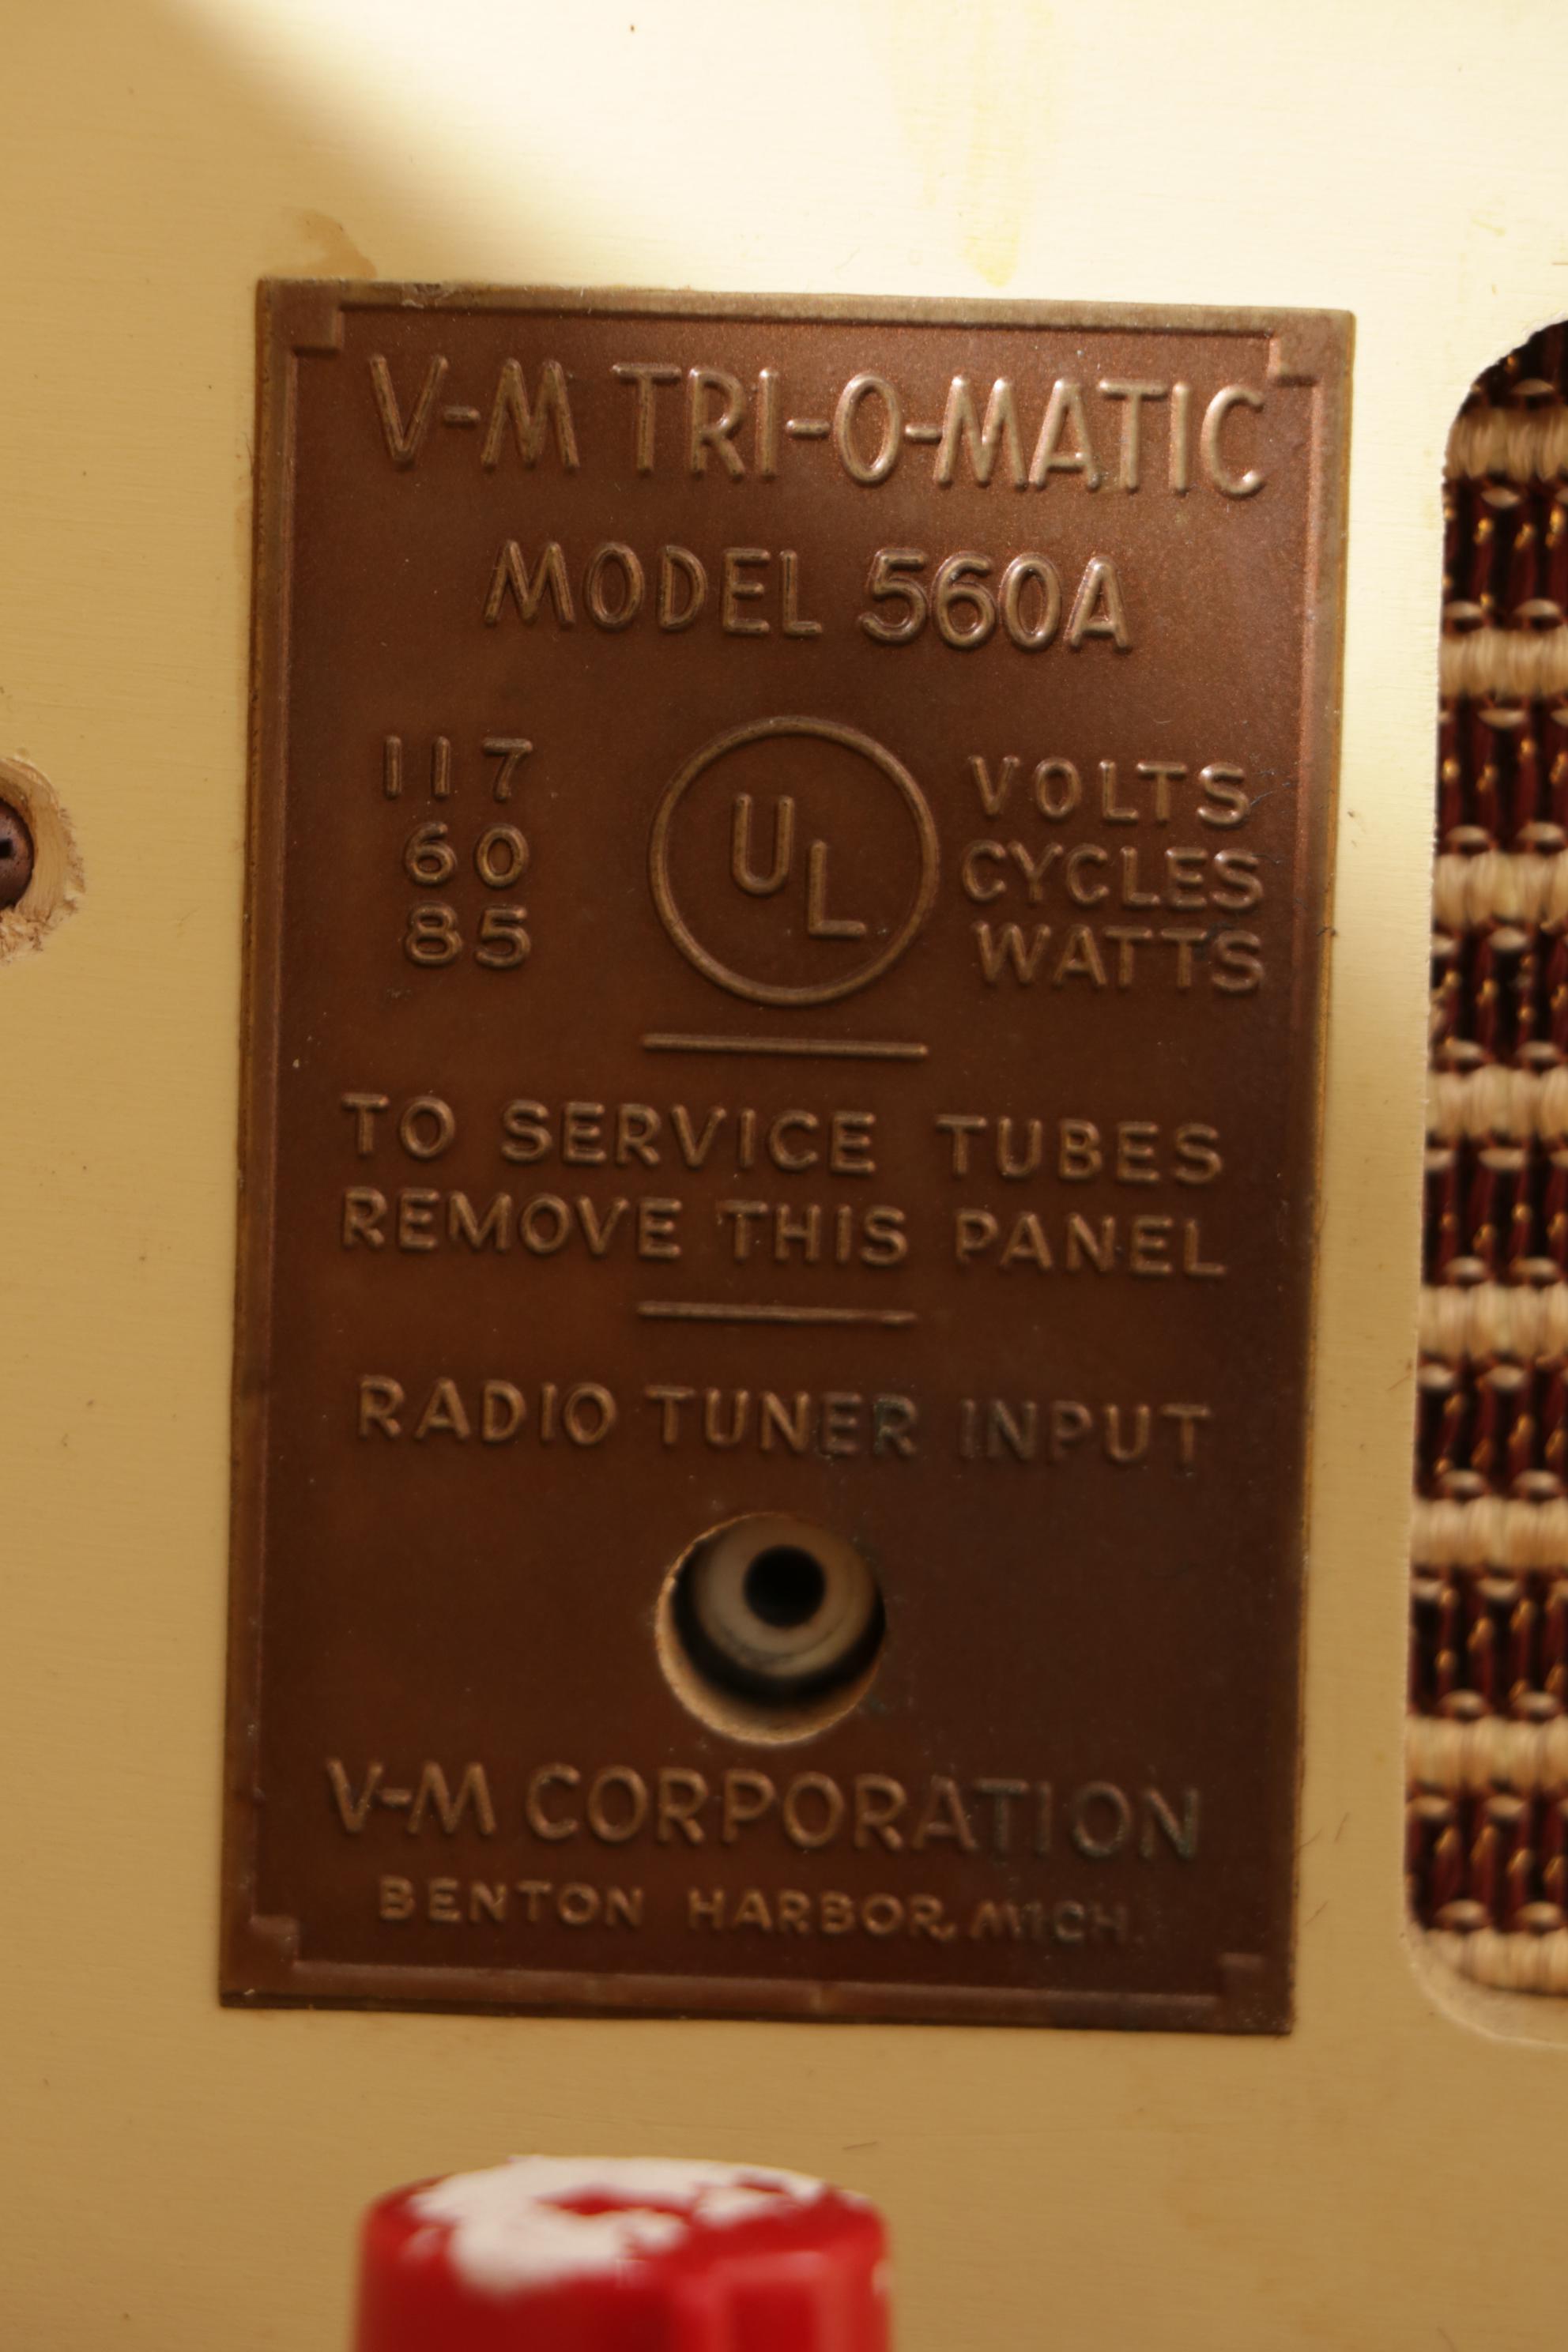 V-M TRI-O-MATIC
MODEL 560A
117 VOLTS
60 CYCLES
85 WATTS
UL
TO SERVICE TUBES
REMOVE THIS PANEL
RADIO TUNER INPUT
V-M CORPORATION
BENTON HARBOR, MICH.